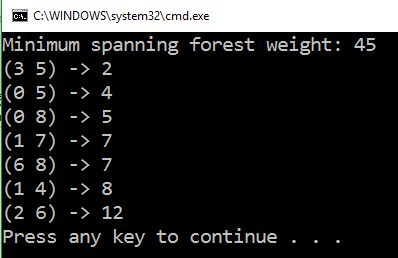 C:\WINDOWS\system32\cmd.exe
Minimum spanning forest weight: 45
(3 5) -> 2
(0 5) -> 4
(0 8) -> 5
(1 7) -> 7
(6 8) -> 7
(1 4) -> 8
(2 6) -> 12
Press any key to continue . . .